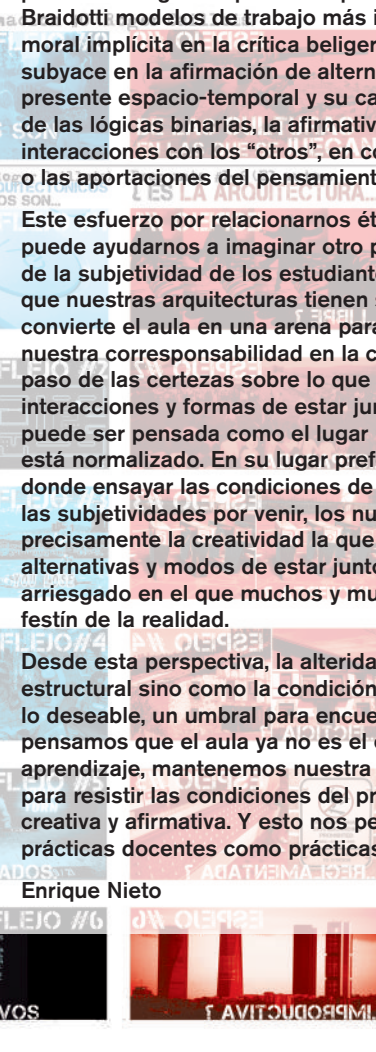 Braidotti modelos de trabajo más i
moral implícita en la crítica beliger
subyace en la afirmación de altern
presente espacio-temporal y su ca
de las lógicas binarias, la afirmativ
interacciones con los “otros”, en co
o las aportaciones del pensamient
Este esfuerzo por relacionarnos ét
puede ayudarnos a imaginar otro p
de la subjetividad de los estudiante
que nuestras arquitecturas tienen s
convierte el aula en una arena para
nuestra corresponsabilidad en la c
paso de las certezas sobre lo que
interacciones y formas de estar jun
puede ser pensada como el lugar
está normalizado. En su lugar pref
donde ensayar las condiciones de
las subjetividades por venir, los nu
precisamente la creatividad la que
alternativas y modos de estar junto
arriesgado en el que muchos y mu
festín de la realidad.
Desde esta perspectiva, la alterida
estructural sino como la condición
lo deseable, un umbral para encue
pensamos que el aula ya no es el
aprendizaje, mantenemos nuestra
para resistir las condiciones del pr
creativa y afirmativa. Y esto nos pe
prácticas docentes como prácticas
Enrique Nieto
FLEJO #6
ESPEJO #6
VOS
IMPRODUCTIVA ?